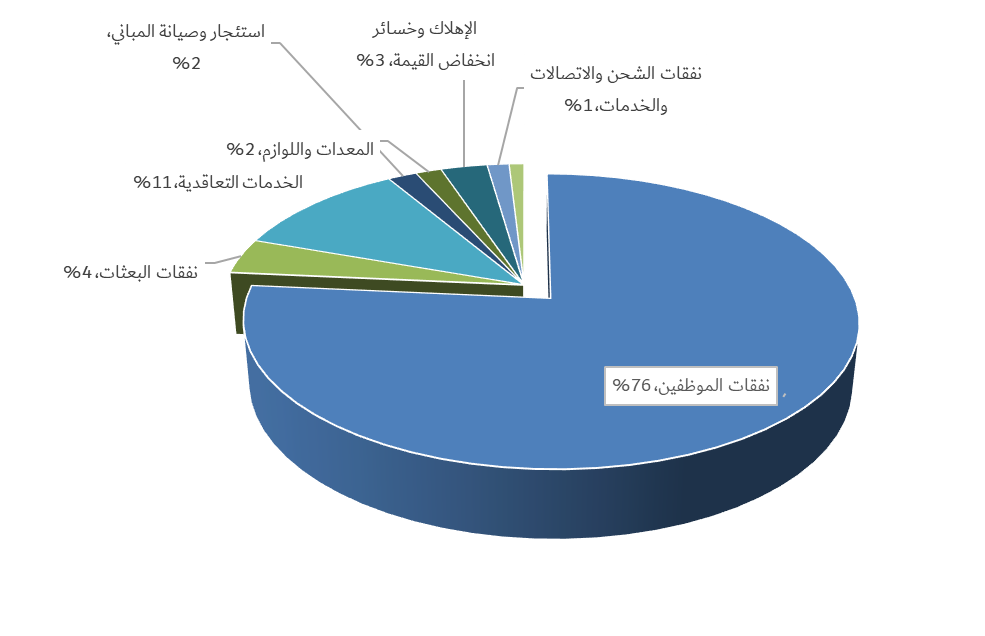 الإهلاك وخسائر
انخفاض القيمة، 3%
استئجار وصيانة المباني،
2%
نفقات الشحن والاتصالات
والخدمات،1%
المعدات واللوازم،2%
الخدمات التعاقدية،11%
نفقات البعثات،4%
نفقات الموظفين،76%